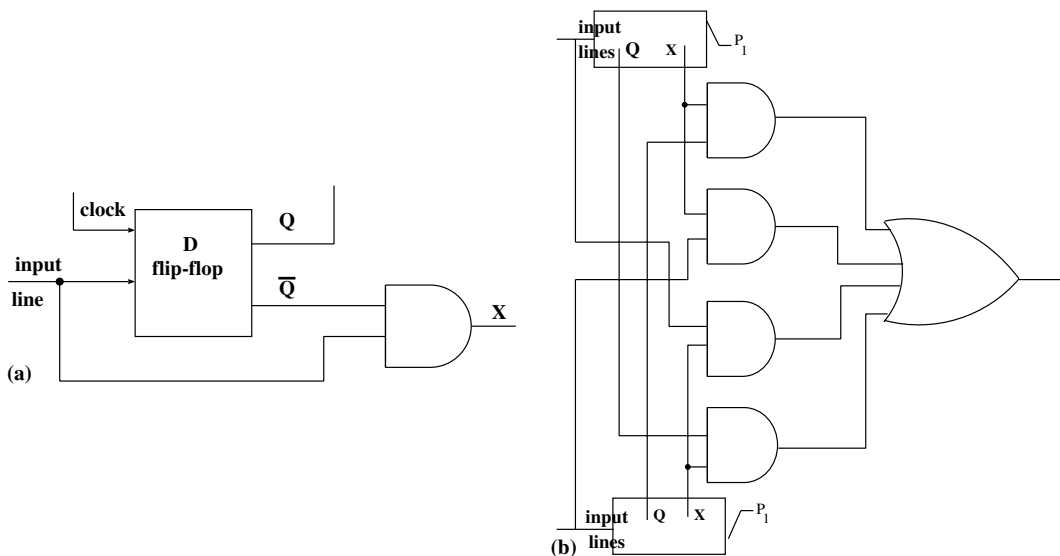 clock
Q
D
flip-flop
input
line
Q̅
X
(a)
input
lines
Q
X
P1
input
lines
Q
X
P1
(b)